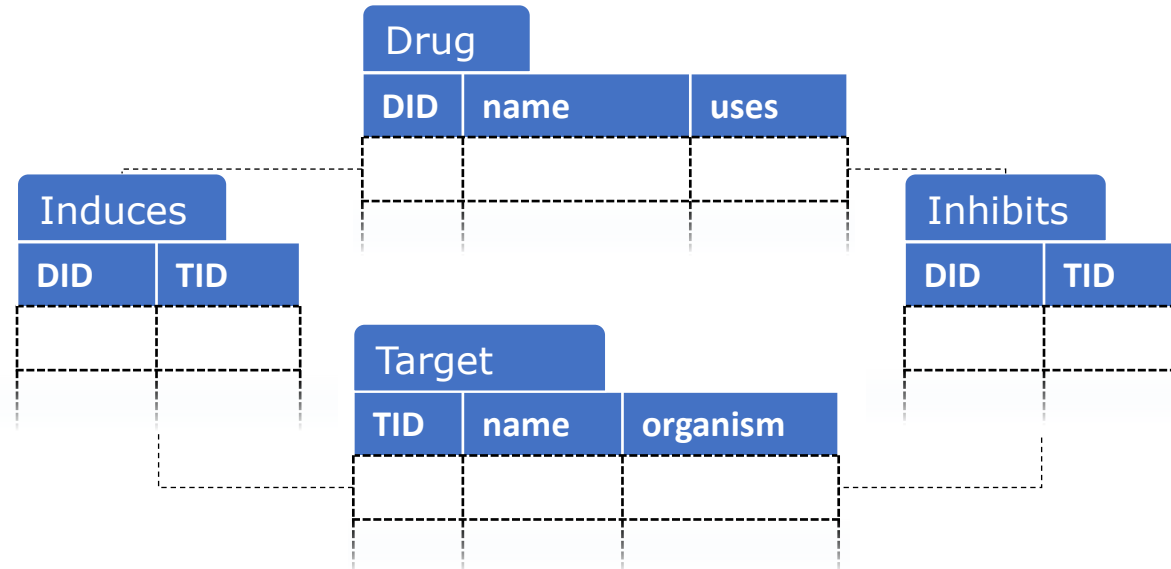 Drug
DID name uses
Induces
DID TID
Inhibits
DID TID
Target
TID name organism